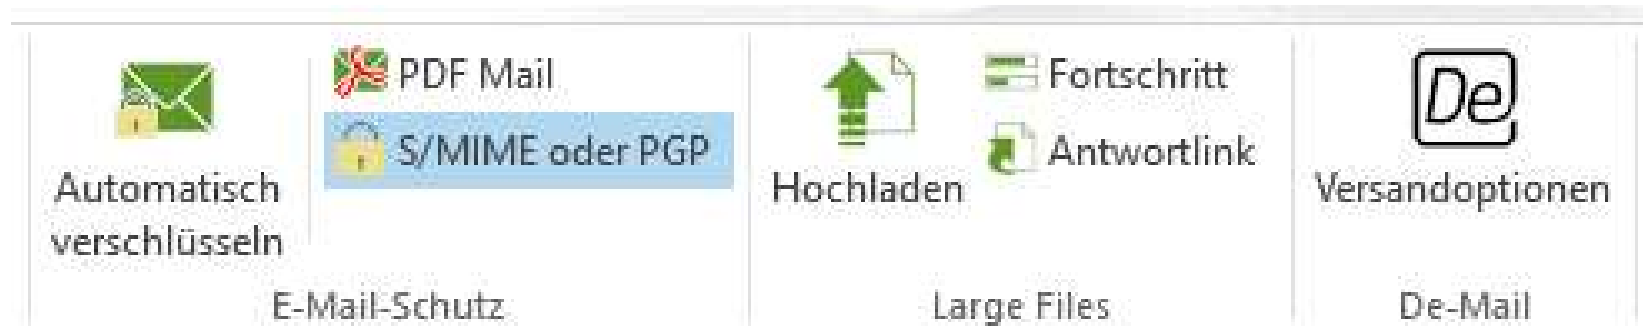 Automatisch
verschlüsseln
PDF Mail
S/MIME oder PGP
E-Mail-Schutz
Hochladen
Fortschritt
Antwortlink
Large Files
De
Versandoptionen
De-Mail